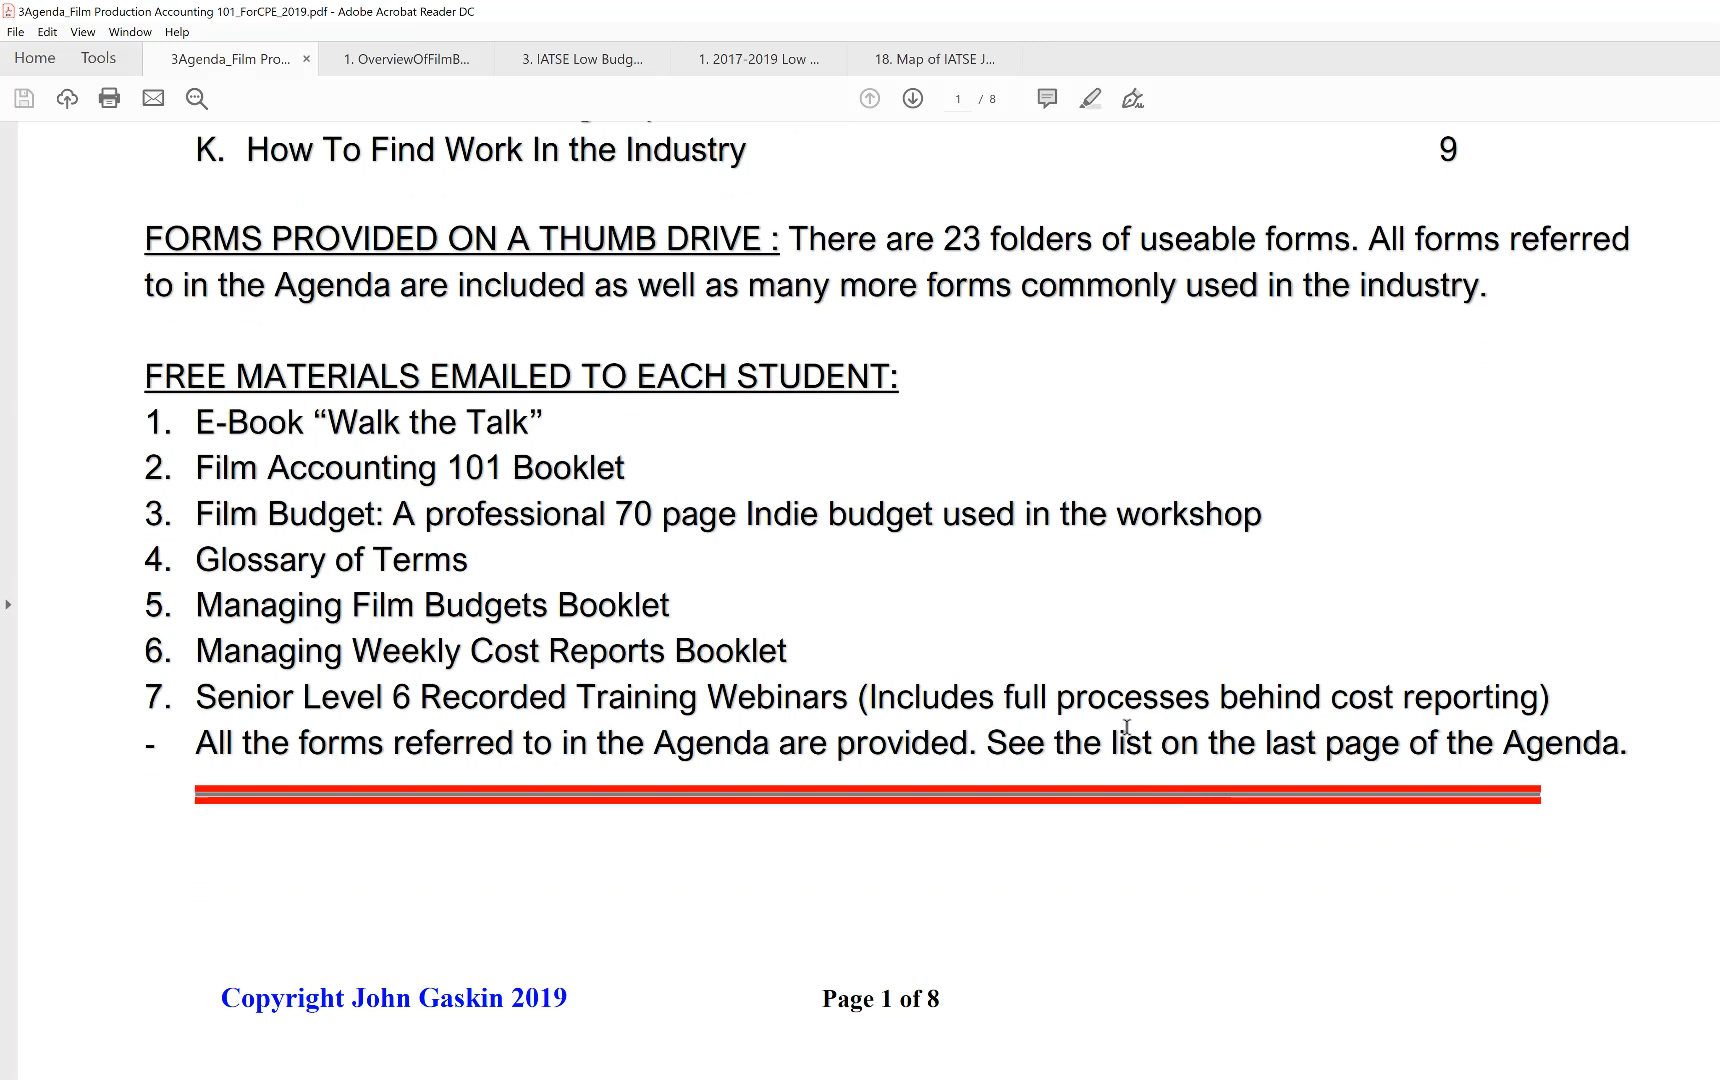 3Agenda_Film Production Accounting 101_ForCPE_2019.pdf - Adobe Acrobat Reader DC
File Edit View Window Help
Home Tools 3Agenda_Film Pro... × 1. OverviewOfFilmB... 3. IATSE Low Budg... 1. 2017-2019 Low ... 18. Map of IATSE J...
1 / 8
K. How To Find Work In the Industry 9
FORMS PROVIDED ON A THUMB DRIVE : There are 23 folders of useable forms. All forms referred
to in the Agenda are included as well as many more forms commonly used in the industry.
FREE MATERIALS EMAILED TO EACH STUDENT:
1. E-Book “Walk the Talk”
2. Film Accounting 101 Booklet
3. Film Budget: A professional 70 page Indie budget used in the workshop
4. Glossary of Terms
5. Managing Film Budgets Booklet
6. Managing Weekly Cost Reports Booklet
7. Senior Level 6 Recorded Training Webinars (Includes full processes behind cost reporting)
- All the forms referred to in the Agenda are provided. See the list on the last page of the Agenda.
Copyright John Gaskin 2019 Page 1 of 8